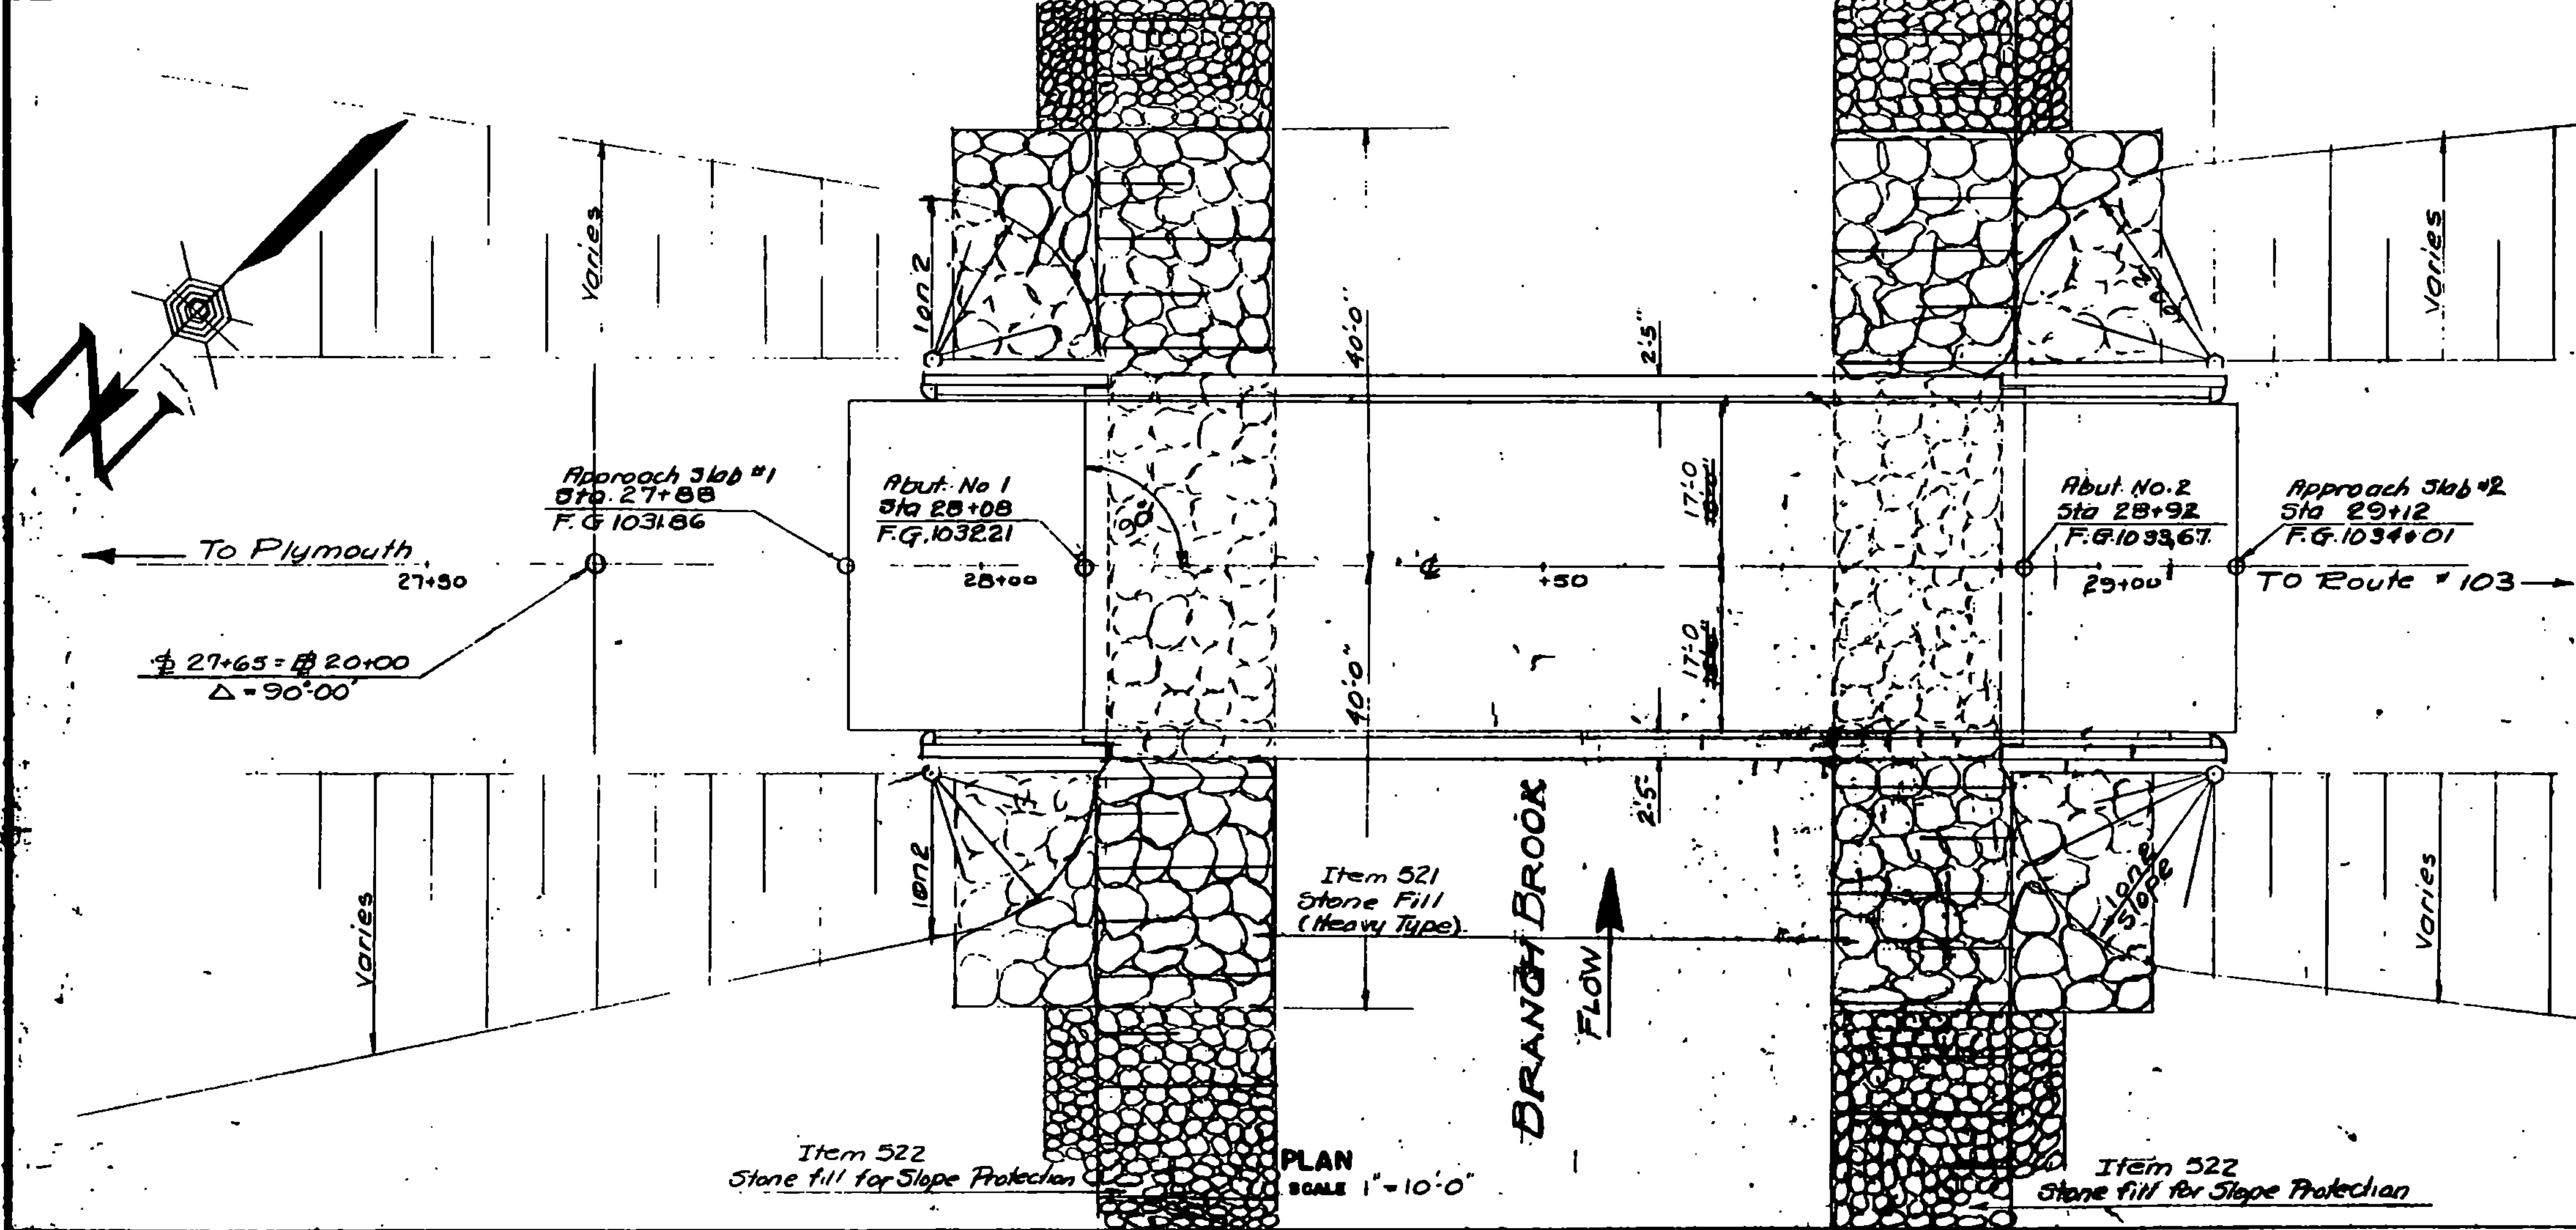 Varies
1 on 2
40'-0"
2'-5"
Varies
N
Approach Slab #1
Sta. 27+88
F.G 1031.86
Abut. No 1
Sta 28+08
F.G. 1032.21
90°
17'-0
Abut. No. 2
Sta 28+92
F.G. 1033.67
Approach Slab #2
Sta 29+12
F.G. 1034.01
To Plymouth
27+50
28+00
℄
+50
29+00
To Route # 103
27+65 = 20+00
Δ = 90°-00'
40'-0"
17'-0
2'-5"
Varies
1 on 2
Item 521
Stone Fill
(Heavy Type)
BRANCH BROOK
FLOW
1 on 2
Slope
Varies
Item 522
Stone fill for Slope Protection
PLAN
SCALE 1" = 10'-0"
Item 522
Stone fill for Slope Protection